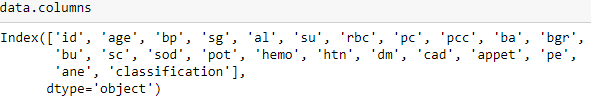 data.columns
Index(['id', 'age', 'bp', 'sg', 'al', 'su', 'rbc', 'pc', 'pcc', 'ba', 'bgr',
'bu', 'sc', 'sod', 'pot', 'hemo', 'htn', 'dm', 'cad', 'appet', 'pe',
'ane', 'classification'],
dtype='object')